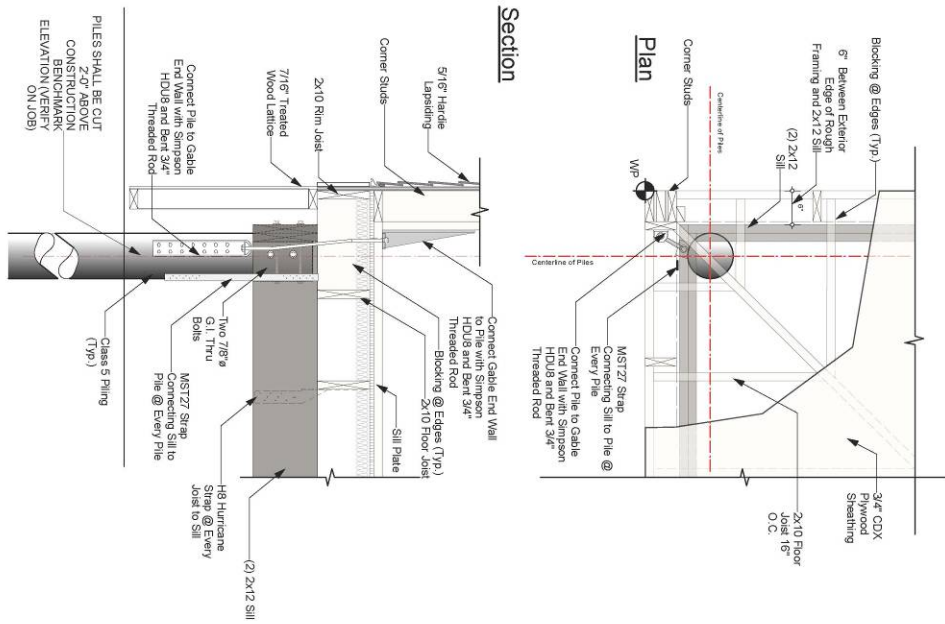 Plan
Blocking @ Edges (Typ.)
6" Between Exterior
Edge of Rough
Framing and 2x12 Sill
(2) 2x12
Sill
Centerline of Piles
Corner Studs
WP
6"
Centerline of Piles
MST27 Strap
Connecting Sill to Pile @
Every Pile
Connect Pile to Gable
End Wall with Simpson
HDU8 and Bent 3/4"
Threaded Rod
3/4" CDX
Plywood
Sheathing
2x10 Floor
Joist 16"
O.C.
Section
5/16" Hardie
Lapsiding
Corner Studs
2x10 Rim Joist
7/16" Treated
Wood Lattice
Connect Pile to Gable
End Wall with Simpson
HDU8 and Bent 3/4"
Threaded Rod
PILES SHALL BE CUT
2'-0" ABOVE
CONSTRUCTION
BENCHMARK
ELEVATION (VERIFY
ON JOB)
Connect Gable End Wall
to Pile with Simpson
HDU8 and Bent 3/4"
Threaded Rod
Blocking @ Edges (Typ.)
2x10 Floor Joist
Sill Plate
Two 7/8"ø
G.I. Thru
Bolts
MST27 Strap
Connecting Sill to
Pile @ Every Pile
Class 5 Piling
(Typ.)
H8 Hurricane
Strap @ Every
Joist to Sill
(2) 2x12 Sill